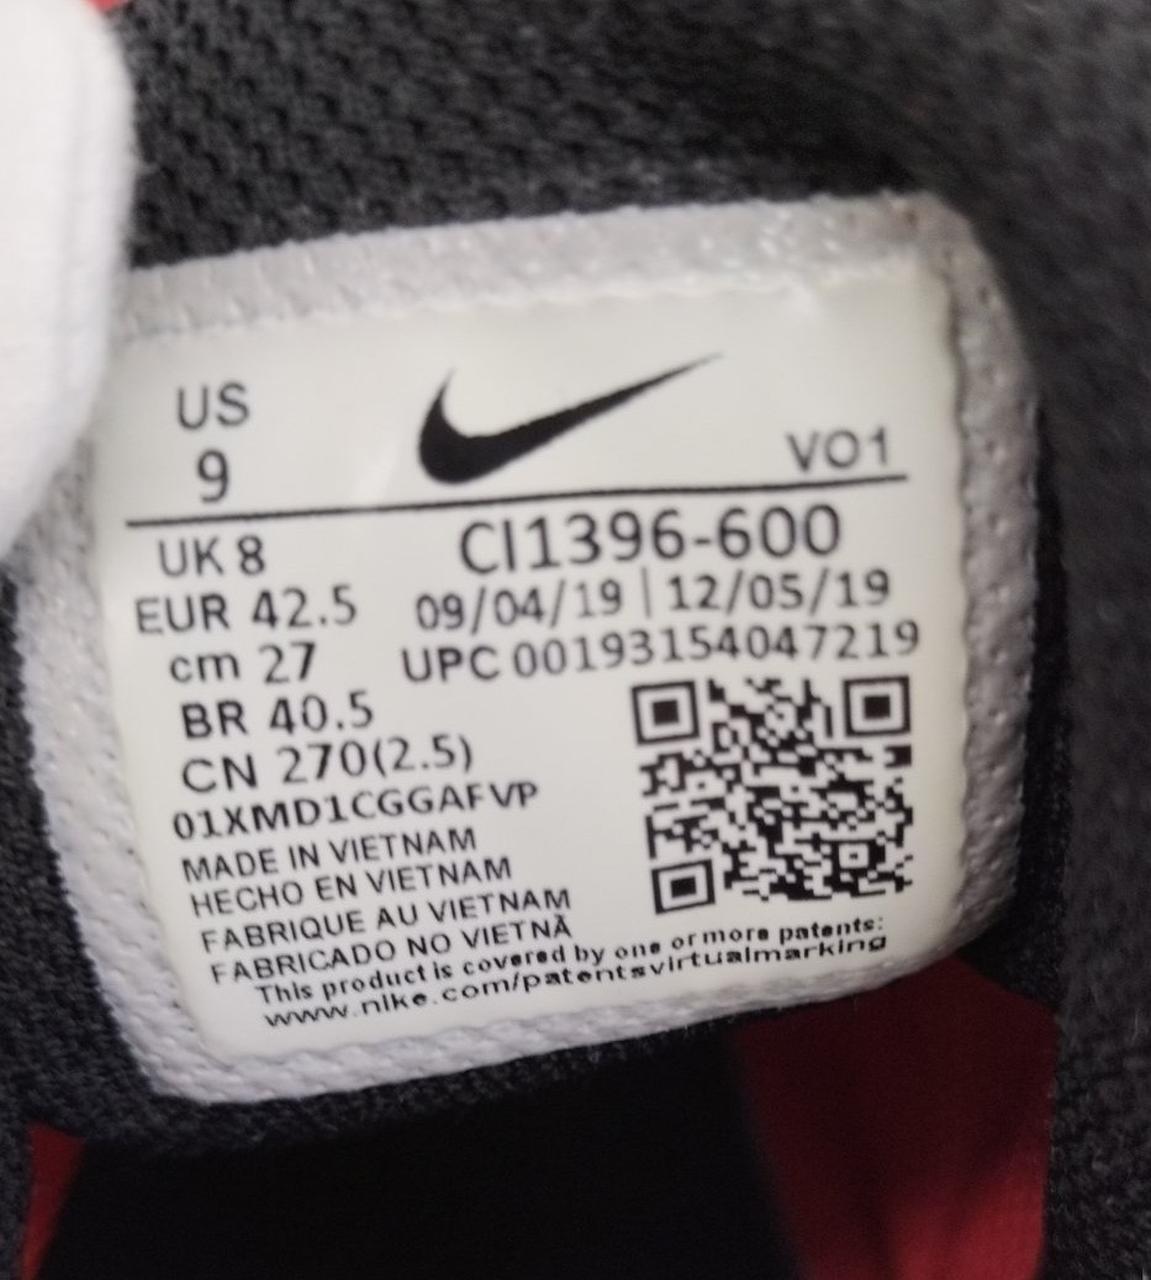 US
9
VO1
UK 8
CI1396-600
EUR 42.5
09/04/19 | 12/05/19
cm 27
UPC 00193154047219
BR 40.5
CN 270(2.5)
01XMD1CGGAFVP
MADE IN VIETNAM
HECHO EN VIETNAM
FABRIQUE AU VIETNAM
FABRICADO NO VIETNÃ
This product is covered by one or more patents:
www.nike.com/patentsvirtualmarking